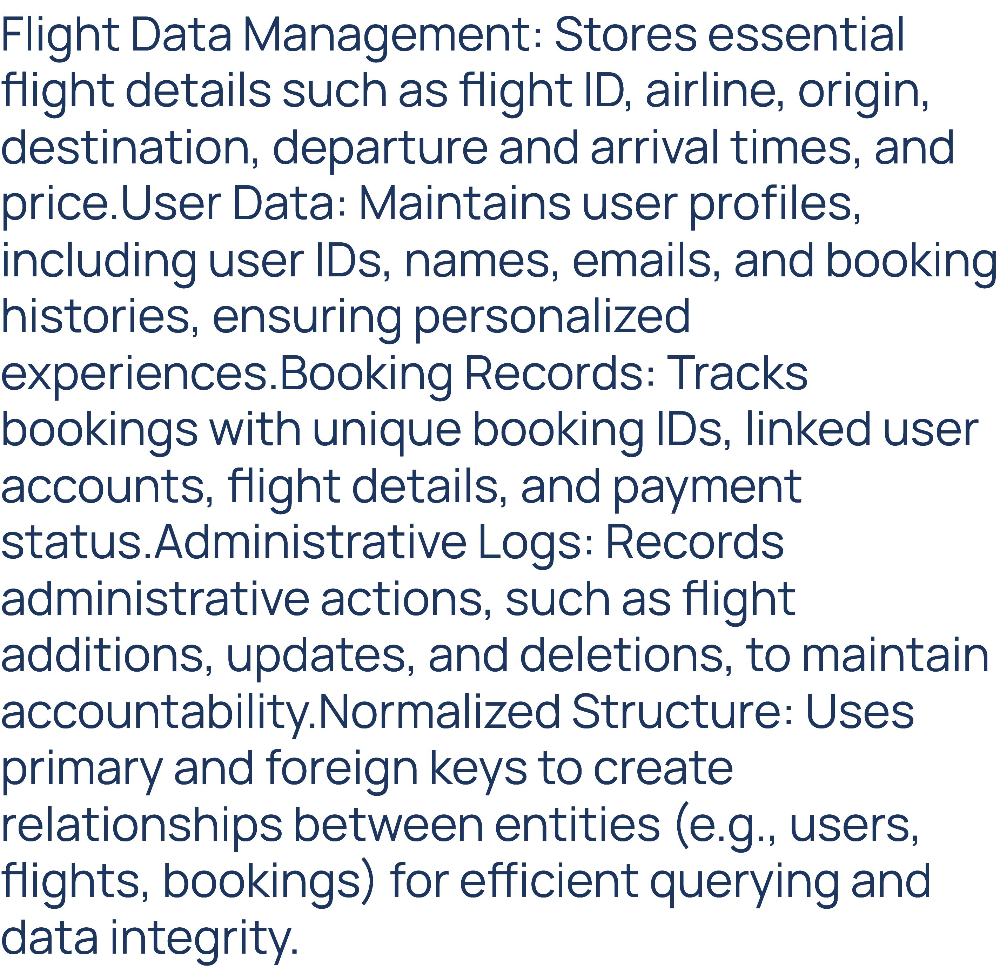 Flight Data Management: Stores essential
flight details such as flight ID, airline, origin,
destination, departure and arrival times, and
price.User Data: Maintains user profiles,
including user IDs, names, emails, and booking
histories, ensuring personalized
experiences.Booking Records: Tracks
bookings with unique booking IDs, linked user
accounts, flight details, and payment
status.Administrative Logs: Records
administrative actions, such as flight
additions, updates, and deletions, to maintain
accountability.Normalized Structure: Uses
primary and foreign keys to create
relationships between entities (e.g., users,
flights, bookings) for efficient querying and
data integrity.